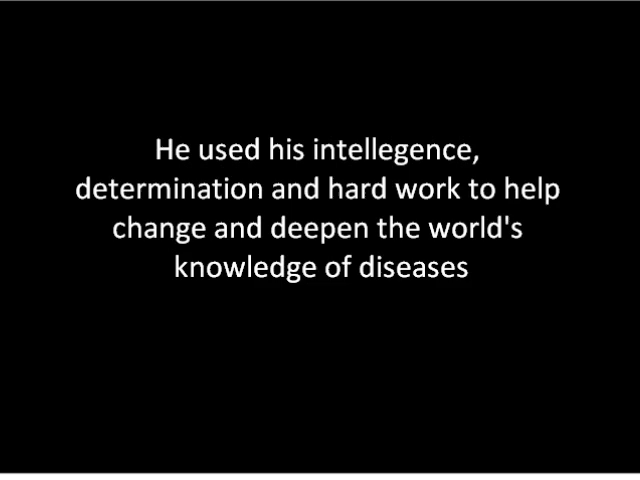 He used his intellegence,
determination and hard work to help
change and deepen the world's
knowledge of diseases